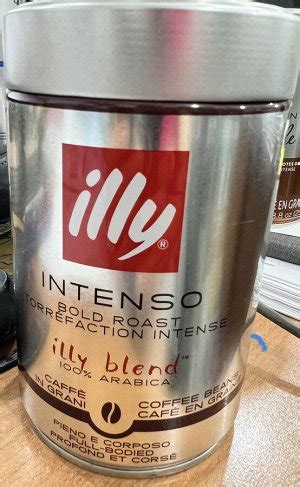 illy®
INTENSO
BOLD ROAST
TORRÉFACTION INTENSE
illy blend™
100% ARABICA
CAFFÈ
IN GRANI
COFFEE BEANS
CAFÉ EN GRAINS
PIENO E CORPOSO
FULL-BODIED
PROFOND ET CORSÉ